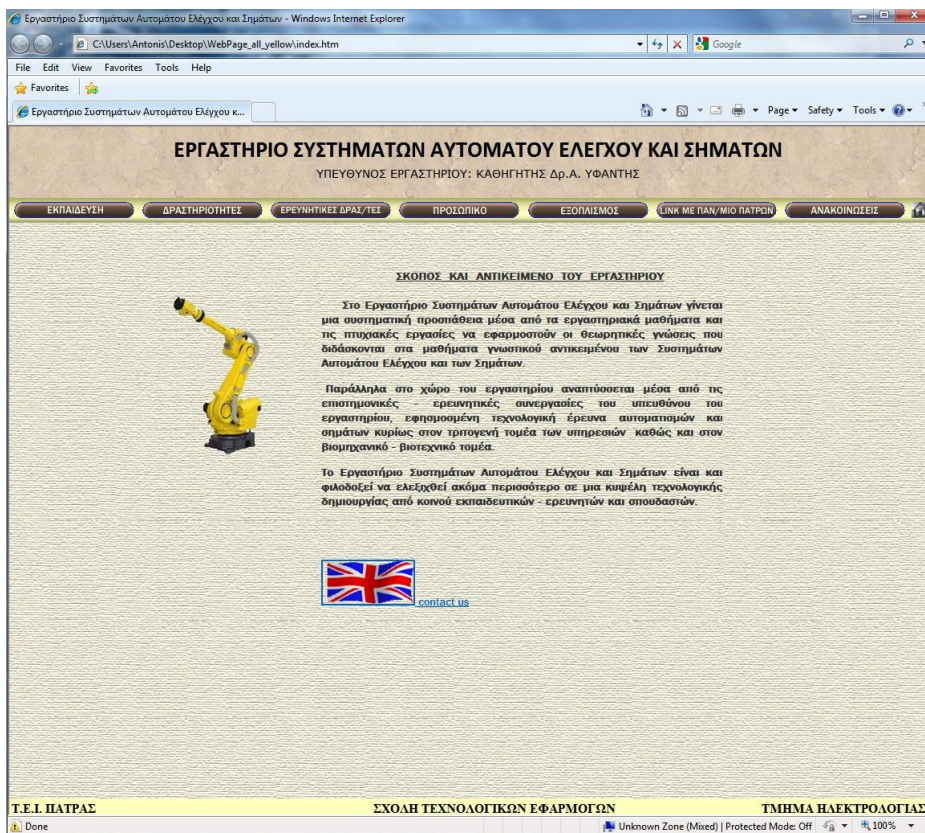 Εργαστήριο Συστημάτων Αυτομάτου Ελέγχου και Σημάτων - Windows Internet Explorer
C:\Users\Antonis\Desktop\WebPage_all_yellow\index.htm
Google
File Edit View Favorites Tools Help
Favorites
Εργαστήριο Συστημάτων Αυτομάτου Ελέγχου κ...
Page Safety Tools
ΕΡΓΑΣΤΗΡΙΟ ΣΥΣΤΗΜΑΤΩΝ ΑΥΤΟΜΑΤΟΥ ΕΛΕΓΧΟΥ ΚΑΙ ΣΗΜΑΤΩΝ
ΥΠΕΥΘΥΝΟΣ ΕΡΓΑΣΤΗΡΙΟΥ: ΚΑΘΗΓΗΤΗΣ Δρ.Α. ΥΦΑΝΤΗΣ
ΕΚΠΑΙΔΕΥΣΗ ΔΡΑΣΤΗΡΙΟΤΗΤΕΣ ΕΡΕΥΝΗΤΙΚΕΣ ΔΡΑΣ/ΤΕΣ ΠΡΟΣΩΠΙΚΟ ΕΞΟΠΛΙΣΜΟΣ LINK ΜΕ ΠΑΝ/ΜΙΟ ΠΑΤΡΩΝ ΑΝΑΚΟΙΝΩΣΕΙΣ
ΣΚΟΠΟΣ ΚΑΙ ΑΝΤΙΚΕΙΜΕΝΟ ΤΟΥ ΕΡΓΑΣΤΗΡΙΟΥ
Στο Εργαστήριο Συστημάτων Αυτομάτου Ελέγχου και Σημάτων γίνεται
μια συστηματική προσπάθεια μέσα από τα εργαστηριακά μαθήματα και
τις πτυχιακές εργασίες να εφαρμοστούν οι θεωρητικές γνώσεις που
διδάσκονται στα μαθήματα γνωστικού αντικειμένου των Συστημάτων
Αυτομάτου Ελέγχου και των Σημάτων.
Παράλληλα στο χώρο του εργαστηρίου αναπτύσσεται μέσα από τις
επιστημονικές - ερευνητικές συνεργασίες του υπευθύνου του
εργαστηρίου, εφησμοσμένη τεχνολογική έρευνα αυτοματισμών και
σημάτων κυρίως στον τριτογενή τομέα των υπηρεσιών καθώς και στον
βιομηχανικό - βιοτεχνικό τομέα.
Το Εργαστήριο Συστημάτων Αυτομάτου Ελέγχου και Σημάτων είναι και
φιλοδοξεί να ελεξιχθεί ακόμα περισσότερο σε μια κυψέλη τεχνολογικής
δημιουργίας από κοινού εκπαιδευτικών - ερευνητών και σπουδαστών.
contact us
Τ.Ε.Ι. ΠΑΤΡΑΣ ΣΧΟΛΗ ΤΕΧΝΟΛΟΓΙΚΩΝ ΕΦΑΡΜΟΓΩΝ ΤΜΗΜΑ ΗΛΕΚΤΡΟΛΟΓΙΑΣ
Done Unknown Zone (Mixed) | Protected Mode: Off 100%